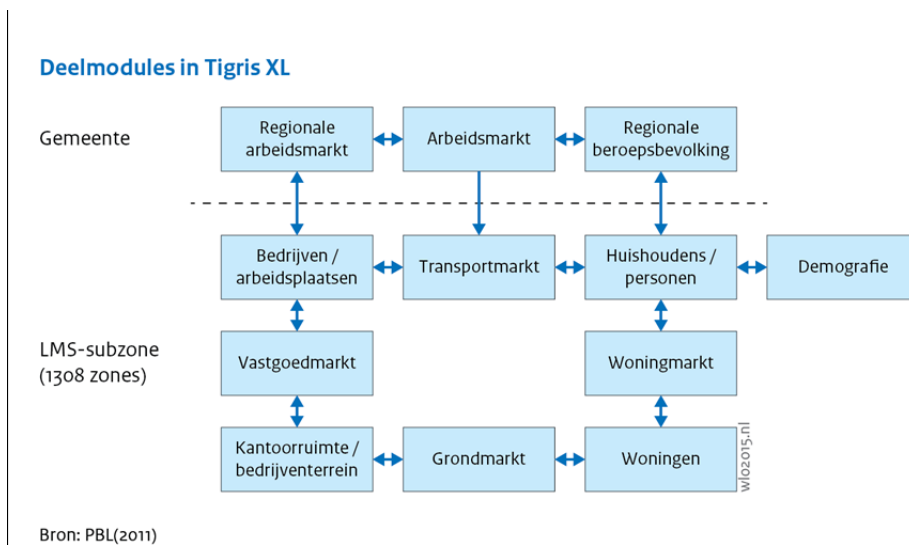 Deelmodules in Tigris XL
Gemeente
Regionale
arbeidsmarkt
Arbeidsmarkt
Regionale
beroepsbevolking
Bedrijven /
arbeidsplaatsen
Transportmarkt
Huishoudens /
personen
Demografie
LMS-subzone
(1308 zones)
Vastgoedmarkt
Woningmarkt
Kantoorruimte /
bedrijventerrein
Grondmarkt
Woningen
wlo2015.nl
Bron: PBL(2011)